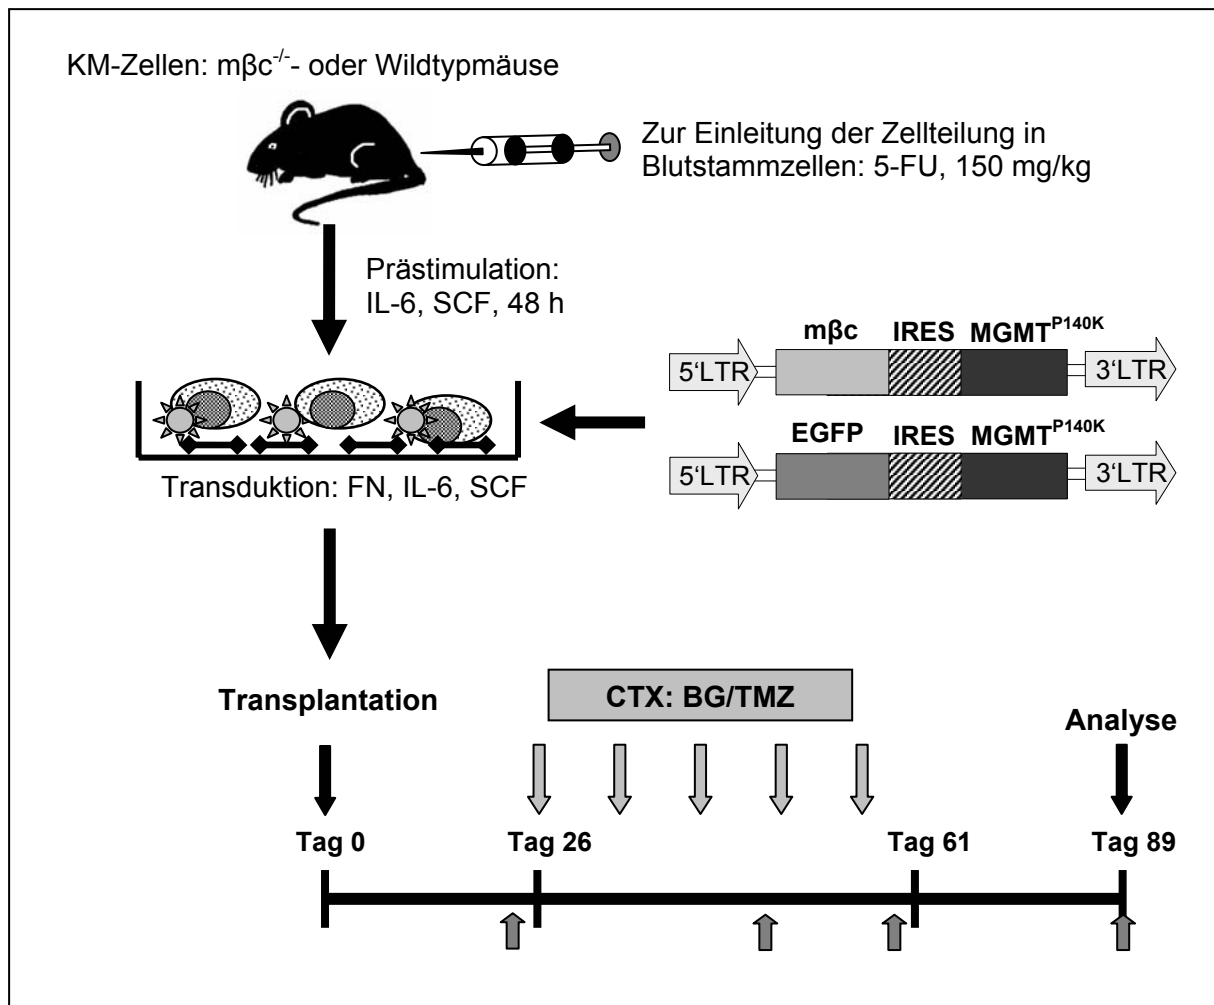 KM-Zellen: mβc-/-- oder Wildtypmäuse
Zur Einleitung der Zellteilung in
Blutstammzellen: 5-FU, 150 mg/kg
Prästimulation:
IL-6, SCF, 48 h
mβc IRES MGMTP140K
5‘LTR 3‘LTR
EGFP IRES MGMTP140K
5‘LTR 3‘LTR
Transduktion: FN, IL-6, SCF
Transplantation
CTX: BG/TMZ
Analyse
Tag 0 Tag 26 Tag 61 Tag 89